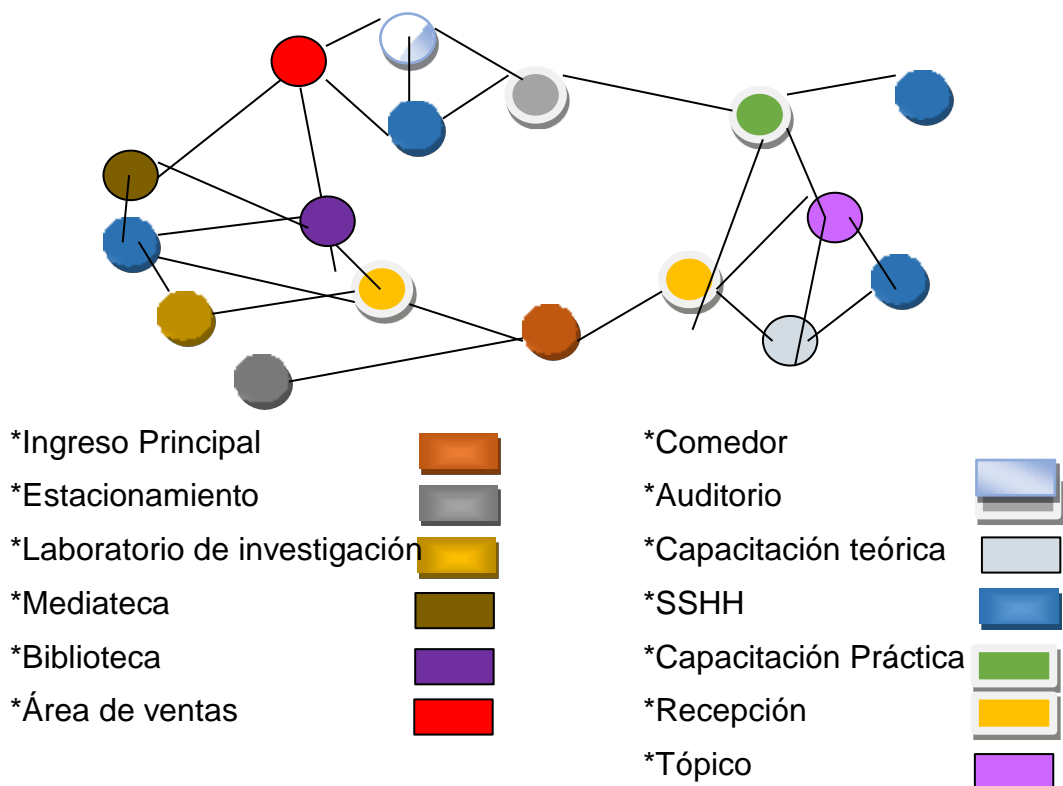 *Ingreso Principal
*Estacionamiento
*Laboratorio de investigación
*Mediateca
*Biblioteca
*Área de ventas
*Comedor
*Auditorio
*Capacitación teórica
*SSHH
*Capacitación Práctica
*Recepción
*Tópico